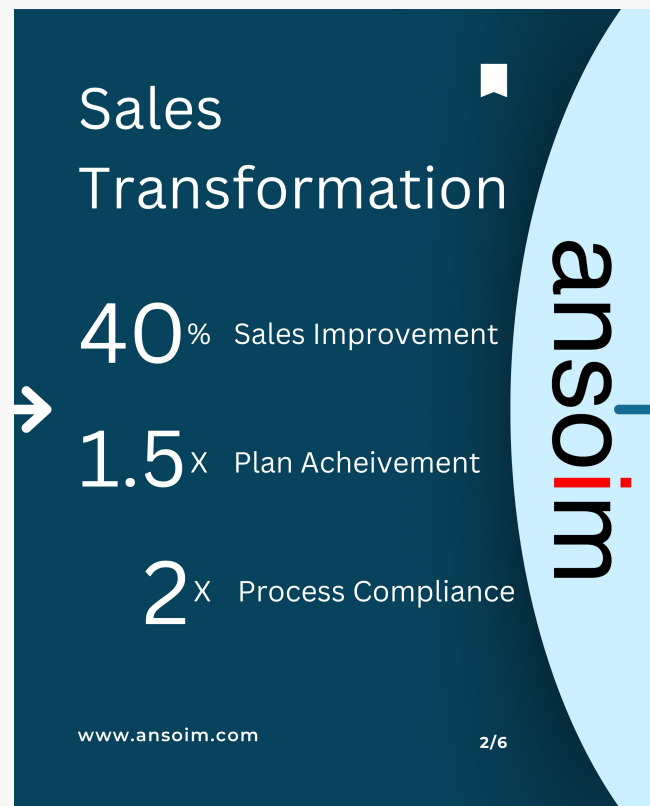 Sales
Transformation
40% Sales Improvement
1.5X Plan Acheivement
2X Process Compliance
ansoim
www.ansoim.com
2/6